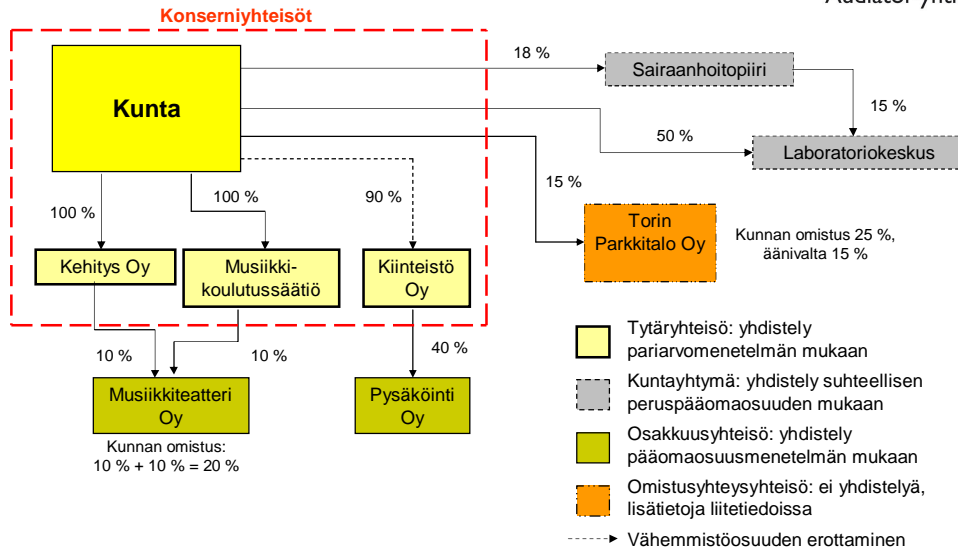 Konserniyhteisöt
Kunta
18 %
Sairaanhoitopiiri
15 %
50 %
Laboratoriokeskus
100 %
100 %
90 %
15 %
Torin
Parkkitalo Oy
Kunnan omistus 25 %,
äänivalta 15 %
Kehitys Oy
Musiikki-
koulutussäätiö
Kiinteistö
Oy
10 %
10 %
40 %
Musiikkiteatteri
Oy
Pysäköinti
Oy
Kunnan omistus:
10 % + 10 % = 20 %
Tytäryhteisö: yhdistely
pariarvomenetelmän mukaan
Kuntayhtymä: yhdistely suhteellisen
peruspääomaosuuden mukaan
Osakkuusyhteisö: yhdistely
pääomaosuusmenetelmän mukaan
Omistusyhteysyhteisö: ei yhdistelyä,
lisätietoja liitetiedoissa
Vähemmistöosuuden erottaminen